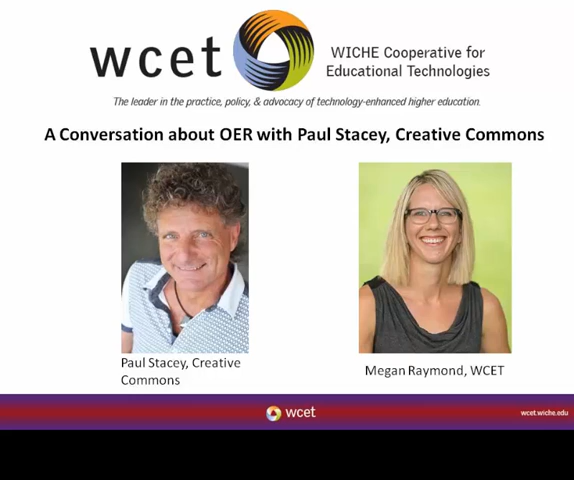 wcet
WICHE Cooperative for
Educational Technologies
The leader in the practice, policy, & advocacy of technology-enhanced higher education.
A Conversation about OER with Paul Stacey, Creative Commons
Paul Stacey, Creative
Commons
Megan Raymond, WCET
wcet
wcet.wiche.edu